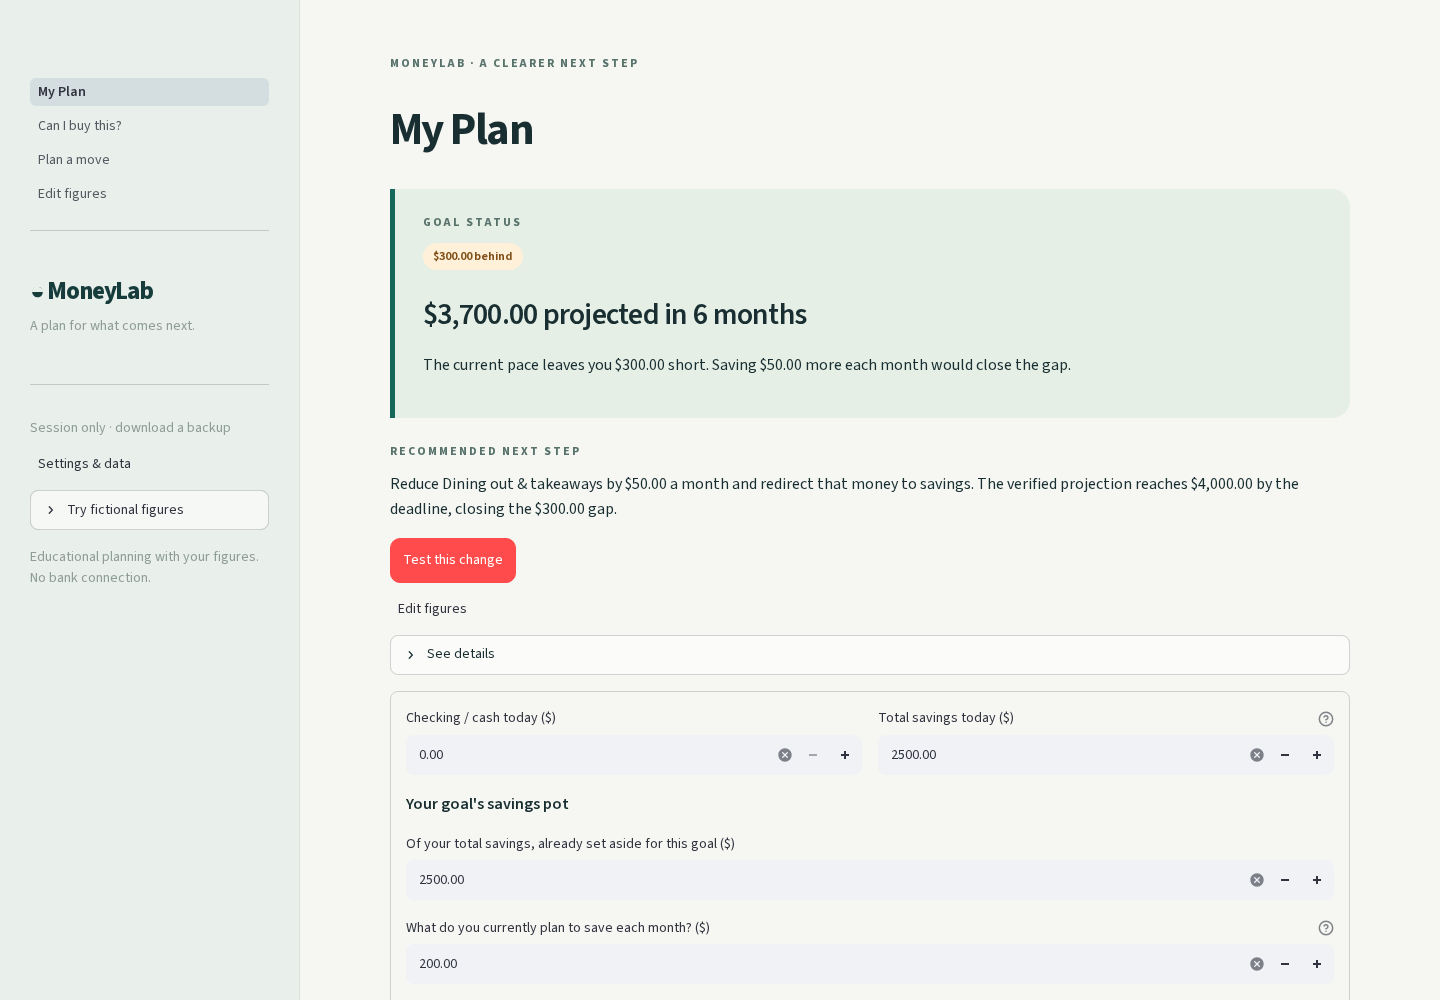 My Plan
Can I buy this?
Plan a move
Edit figures
MoneyLab
A plan for what comes next.
Session only · download a backup
Settings & data
Try fictional figures
Educational planning with your figures.
No bank connection.
MONEYLAB · A CLEARER NEXT STEP
My Plan
GOAL STATUS
$300.00 behind
$3,700.00 projected in 6 months
The current pace leaves you $300.00 short. Saving $50.00 more each month would close the gap.
RECOMMENDED NEXT STEP
Reduce Dining out & takeaways by $50.00 a month and redirect that money to savings. The verified projection reaches $4,000.00 by the
deadline, closing the $300.00 gap.
Test this change
Edit figures
See details
Checking / cash today ($)
0.00
Total savings today ($)
2500.00
Your goal's savings pot
Of your total savings, already set aside for this goal ($)
2500.00
What do you currently plan to save each month? ($)
200.00